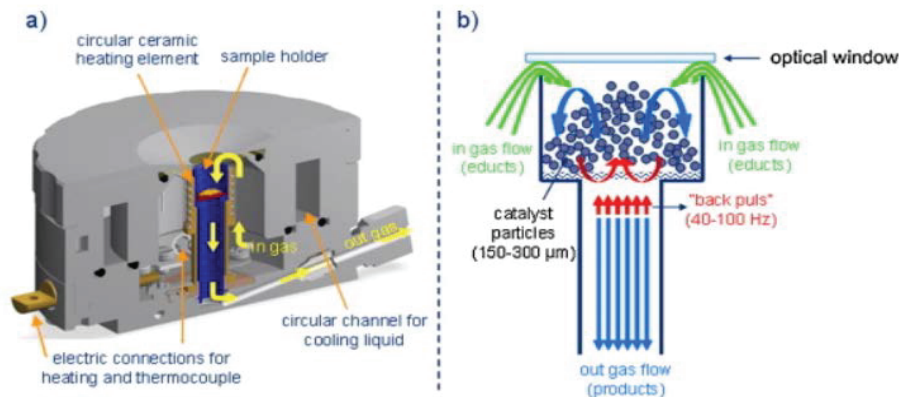 a)
circular ceramic
heating element
sample holder
in gas
out gas
circular channel for
cooling liquid
electric connections for
heating and thermocouple
b)
optical window
in gas flow
(educts)
in gas flow
(educts)
catalyst
particles
(150-300 µm)
"back puls"
(40-100 Hz)
out gas flow
(products)